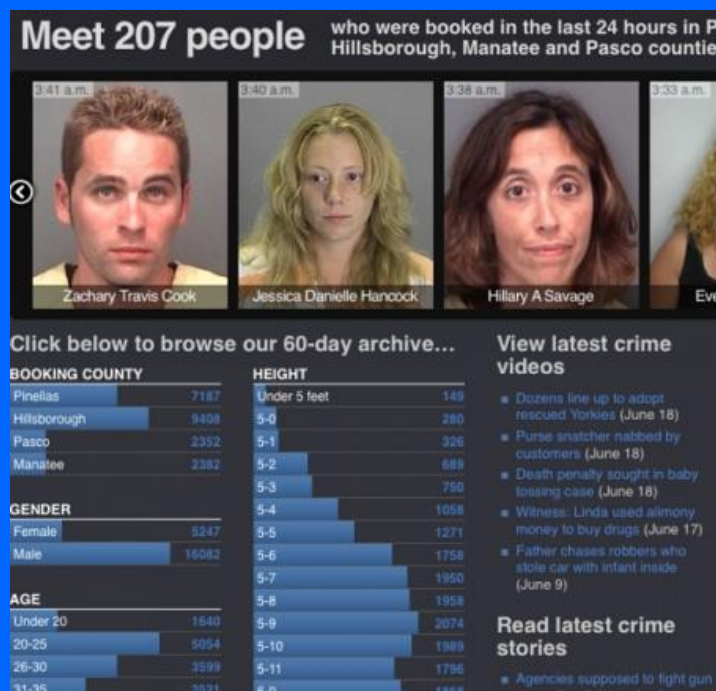 Meet 207 people
who were booked in the last 24 hours in P
Hillsborough, Manatee and Pasco countie
3:41 a.m.
3:40 a.m.
3:38 a.m.
3:33 a.m.
Zachary Travis Cook
Jessica Danielle Hancock
Hillary A Savage
Eve
Click below to browse our 60-day archive...
BOOKING COUNTY
Pinellas 7187
Hillsborough 9408
Pasco 2352
Manatee 2382
GENDER
Female 5247
Male 16082
AGE
Under 20 1640
20-25 5054
26-30 3599
31-35 2521
HEIGHT
Under 5 feet 149
5-0 280
5-1 326
5-2 689
5-3 750
5-4 1058
5-5 1271
5-6 1758
5-7 1950
5-8 1958
5-9 2074
5-10 1989
5-11 1796
View latest crime
videos
Dozens line up to adopt
rescued Yorkies (June 18)
Purse snatcher nabbed by
customers (June 18)
Death penalty sought in baby
tossing case (June 18)
Witness: Linda used alimony
money to buy drugs (June 17)
Father chases robbers who
stole car with infant inside
(June 9)
Read latest crime
stories
Agencies supposed to fight gun